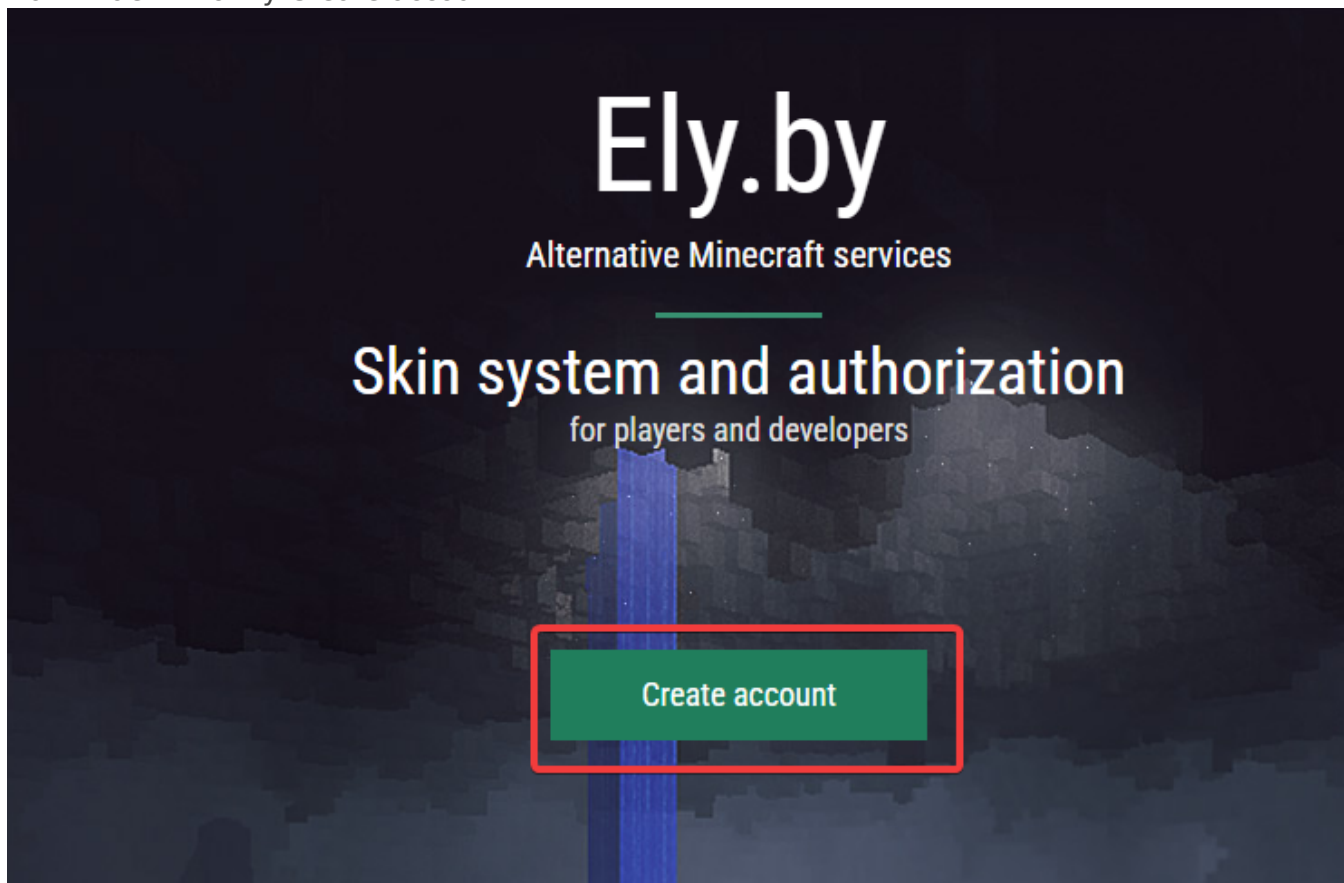 Ely.by
Alternative Minecraft services
Skin system and authorization
for players and developers
Create account